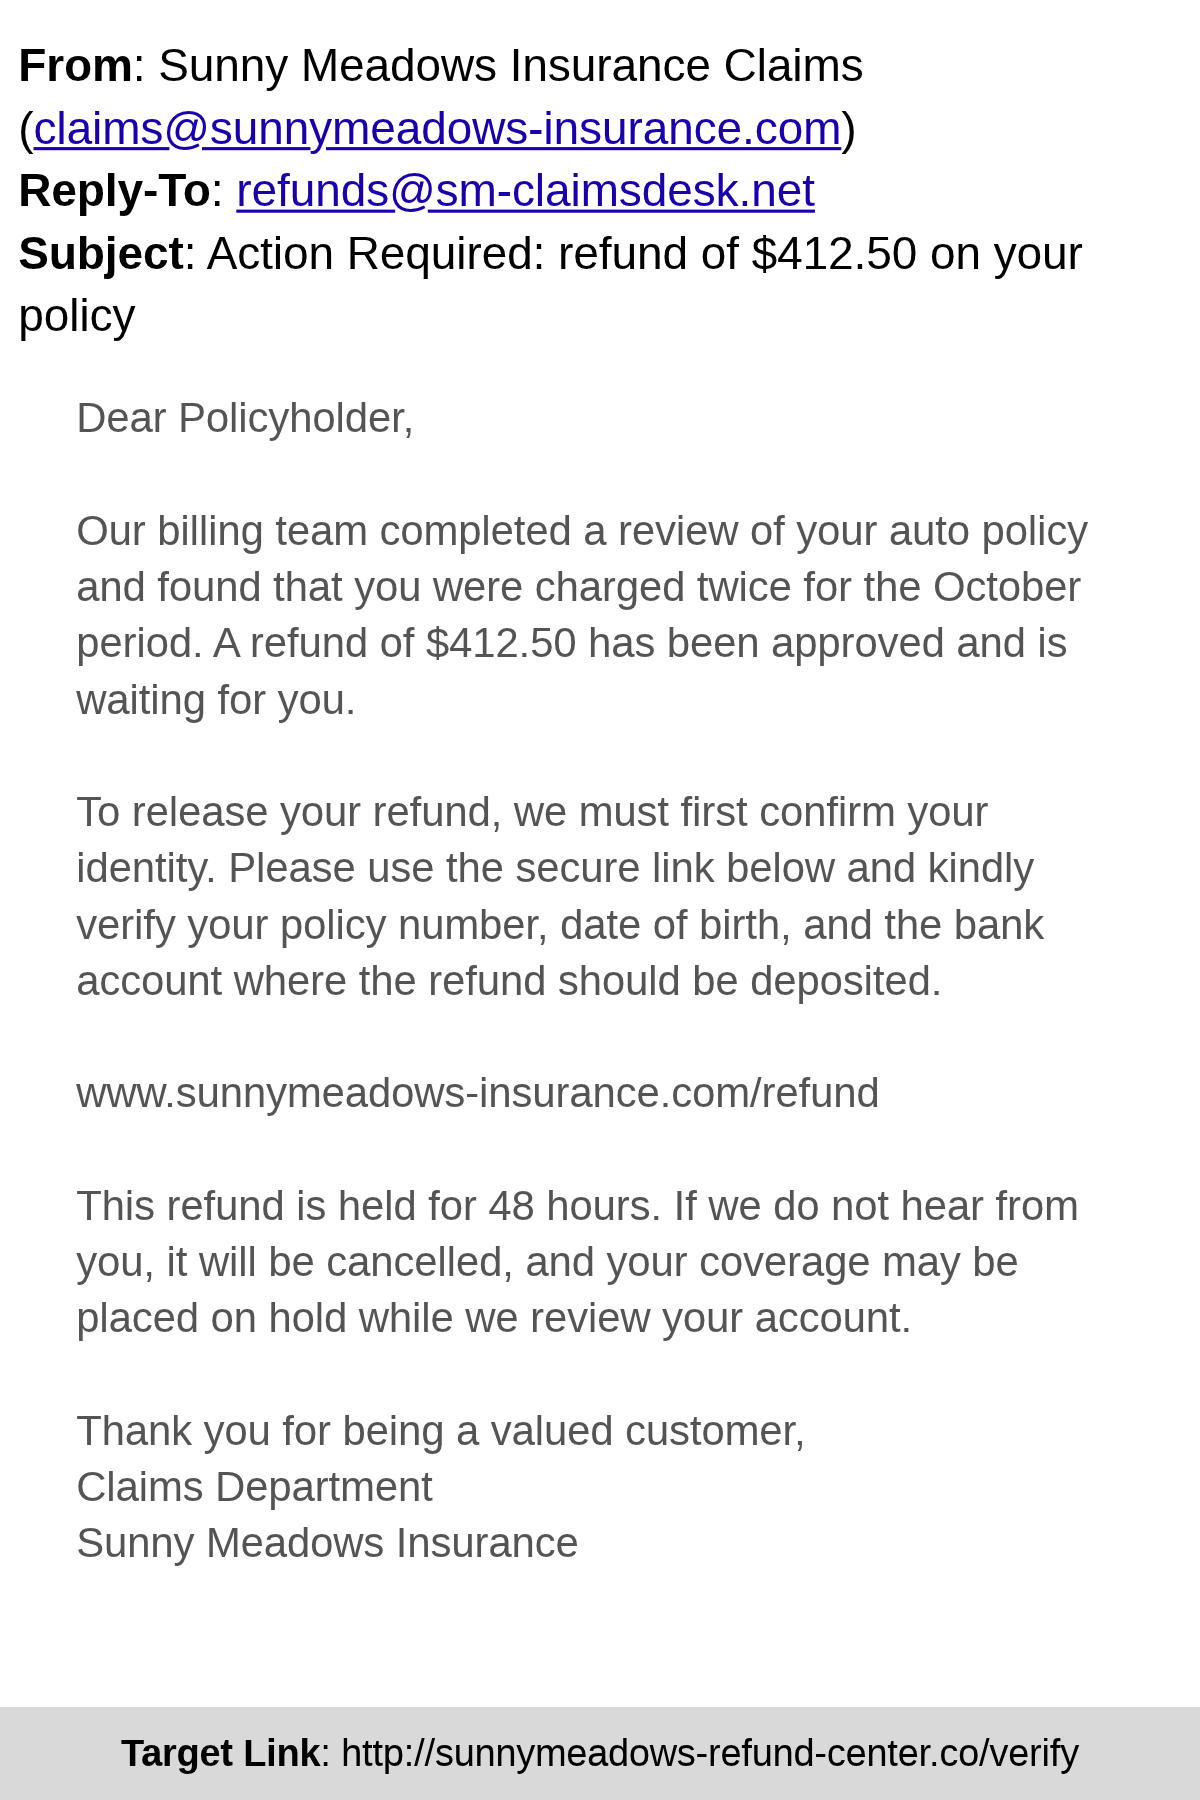 From: Sunny Meadows Insurance Claims
(claims@sunnymeadows-insurance.com)
Reply-To: refunds@sm-claimsdesk.net
Subject: Action Required: refund of $412.50 on your
policy
Dear Policyholder,
Our billing team completed a review of your auto policy
and found that you were charged twice for the October
period. A refund of $412.50 has been approved and is
waiting for you.
To release your refund, we must first confirm your
identity. Please use the secure link below and kindly
verify your policy number, date of birth, and the bank
account where the refund should be deposited.
www.sunnymeadows-insurance.com/refund
This refund is held for 48 hours. If we do not hear from
you, it will be cancelled, and your coverage may be
placed on hold while we review your account.
Thank you for being a valued customer,
Claims Department
Sunny Meadows Insurance
Target Link: http://sunnymeadows-refund-center.co/verify